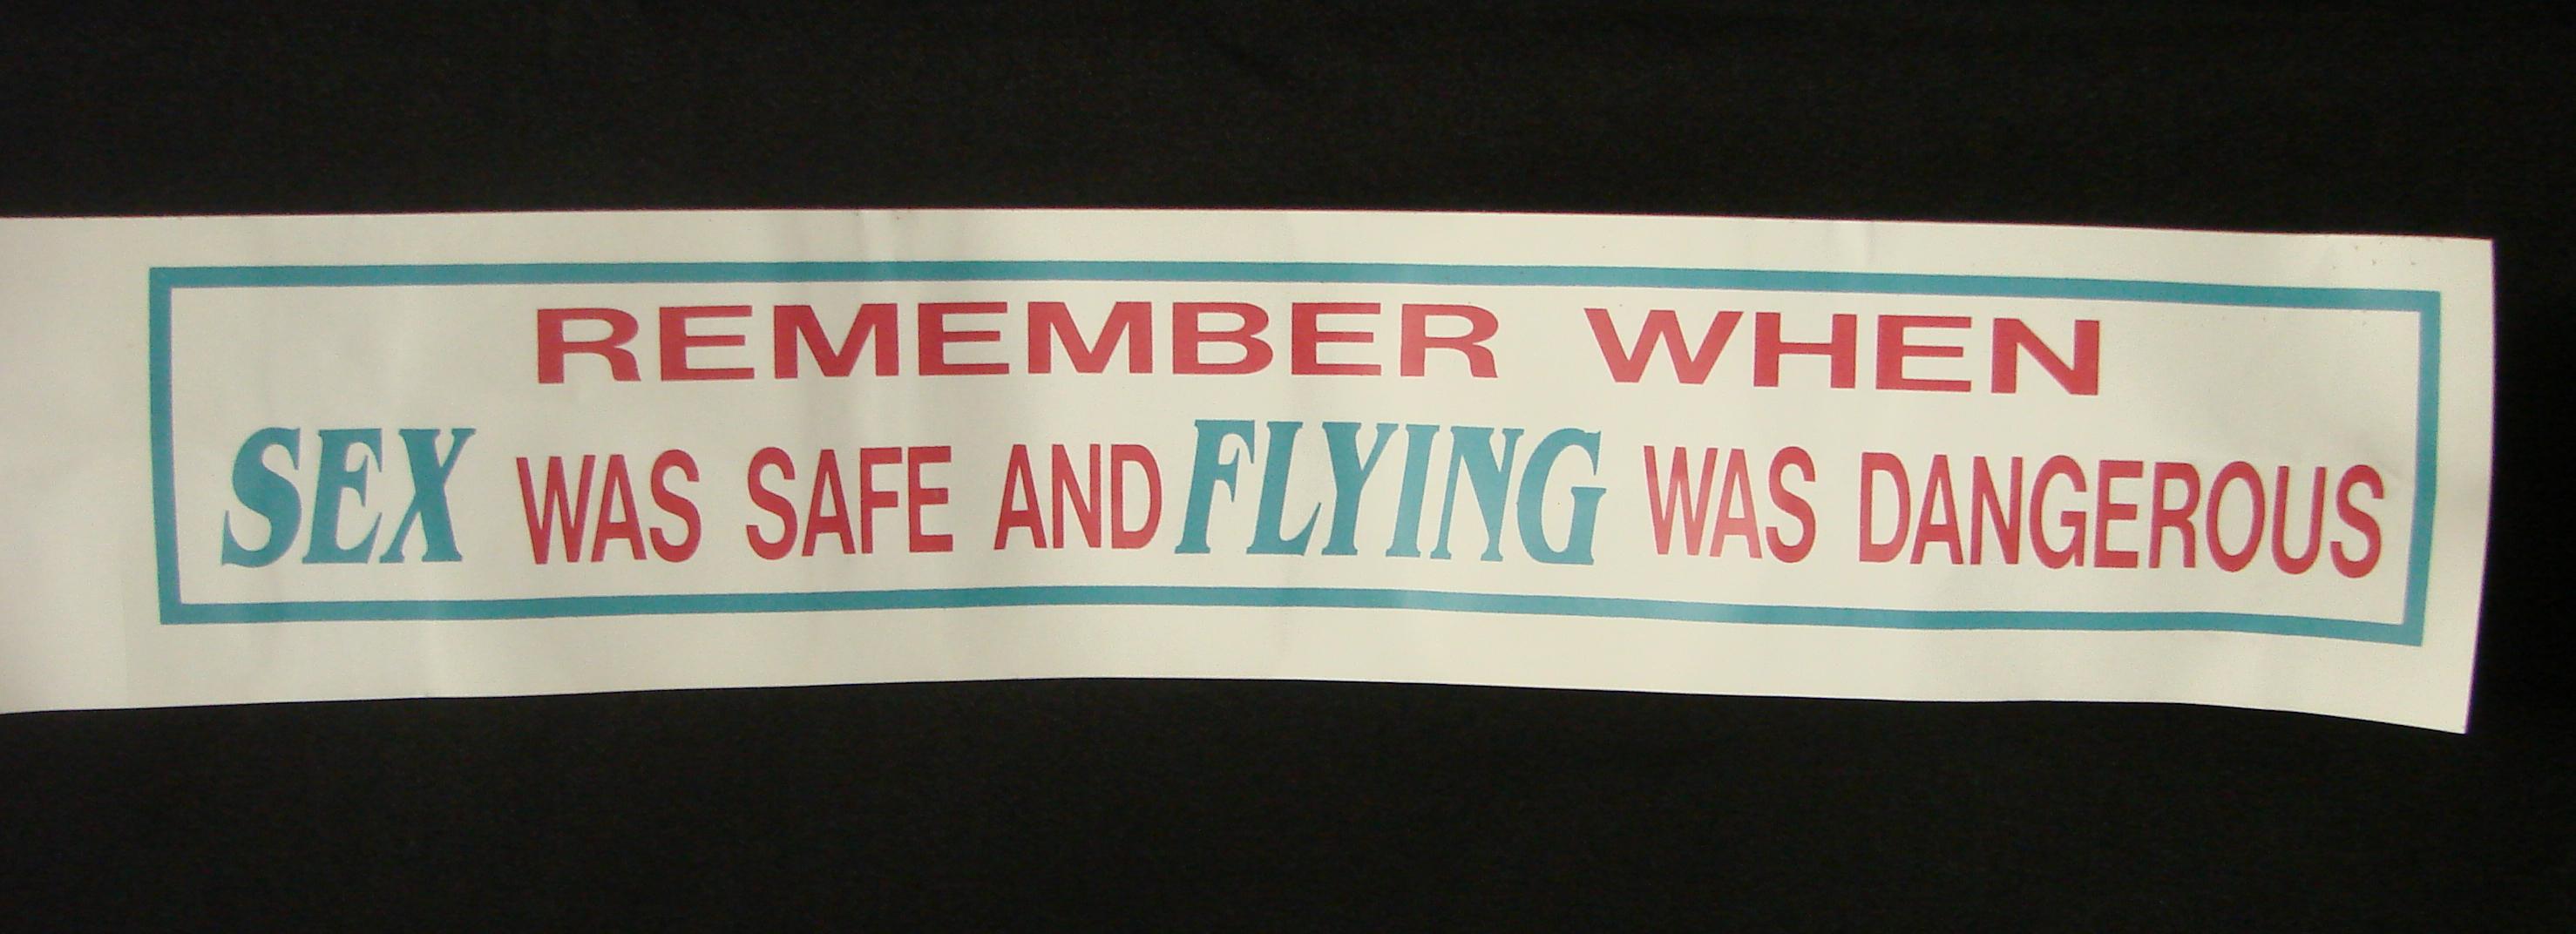 REMEMBER WHEN
SEX WAS SAFE AND FLYING WAS DANGEROUS